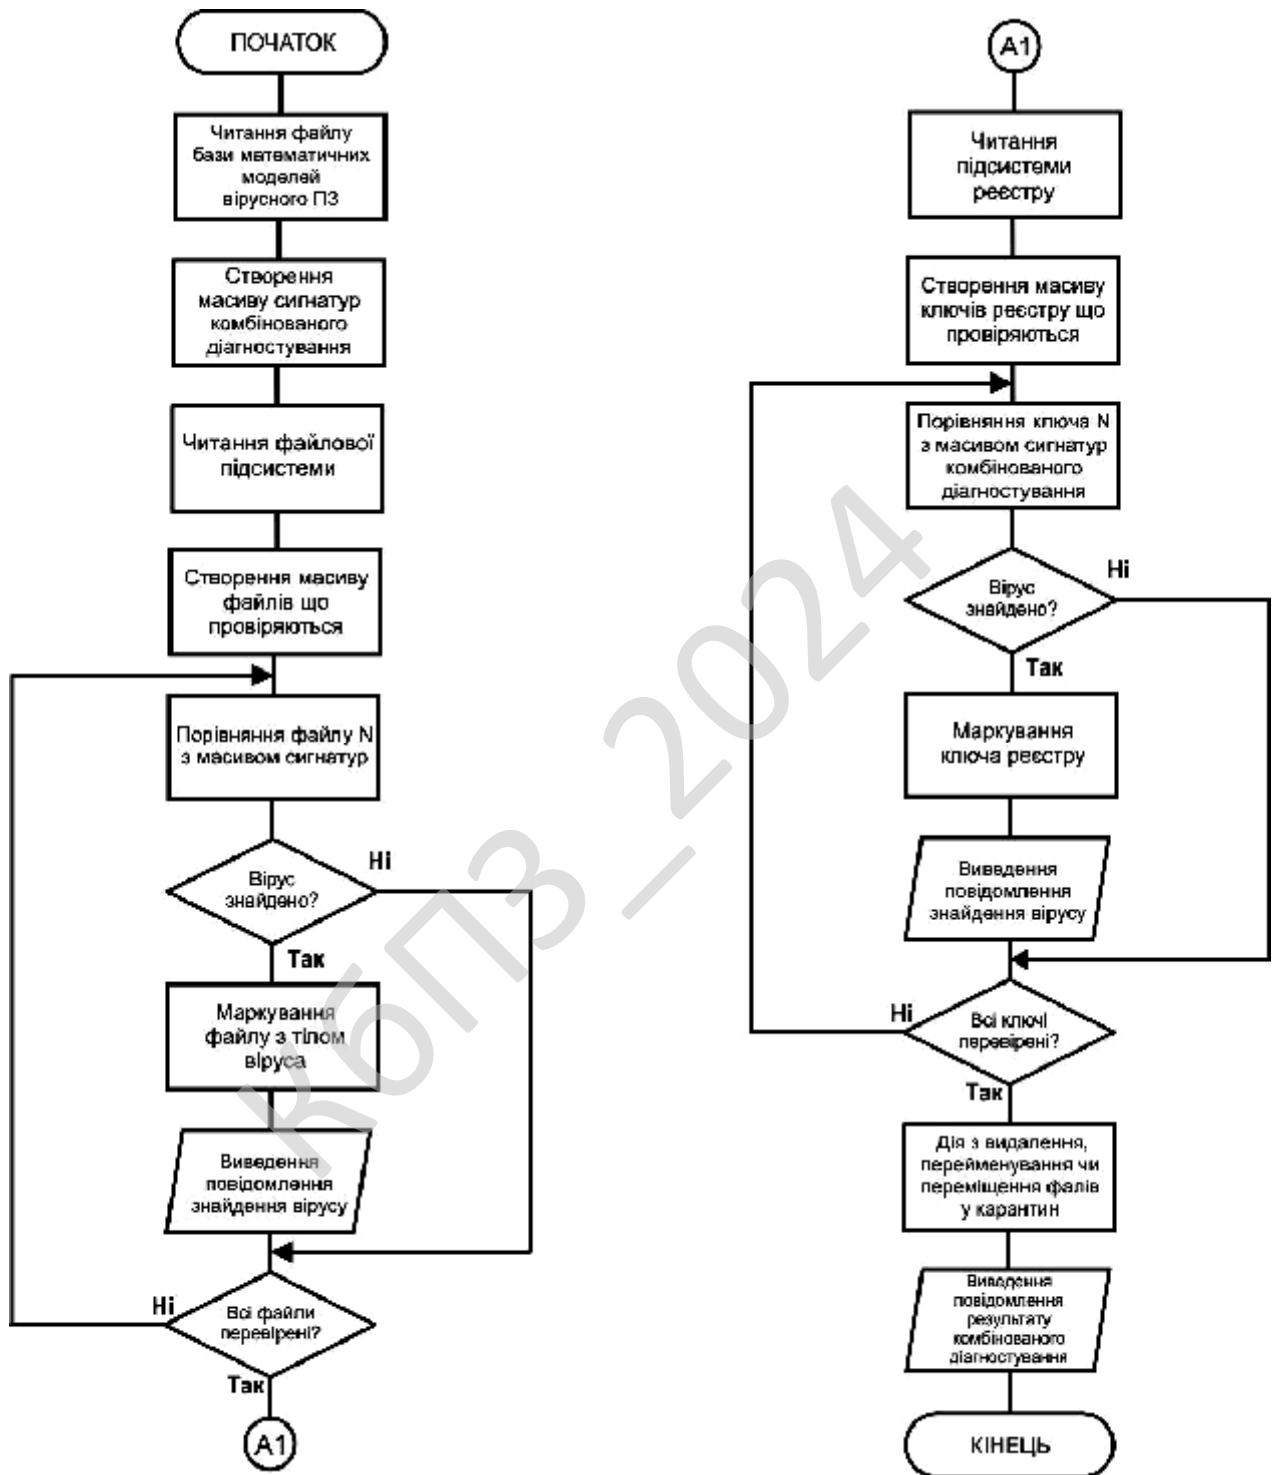 ПОЧАТОК
Читання файлу
бази математичних
моделей
вірусного ПЗ
Створення
масиву сигнатур
комбінованого
діагностування
Читання файлової
підсистеми
Створення масиву
файлів що
провіряються
Порівняння файлу N
з масивом сигнатур
Вірус
знайдено?
Ні
Так
Маркування
файлу з тілом
віруса
Виведення
повідомлення
знайдення вірусу
Всі файли
перевірені?
Ні
Так
А1
А1
Читання
підсистеми
реєстру
Створення масиву
ключів реєстру що
провіряються
Порівняння ключа N
з масивом сигнатур
комбінованого
діагностування
Вірус
знайдено?
Ні
Так
Маркування
ключа реєстру
Виведення
повідомлення
знайдення вірусу
Всі ключі
перевірені?
Ні
Так
Дія з видалення,
перейменування чи
переміщення фалів
у карантин
Виведення
повідомлення
результату
комбінованого
діагностування
КІНЕЦЬ
КбПЗ_2024